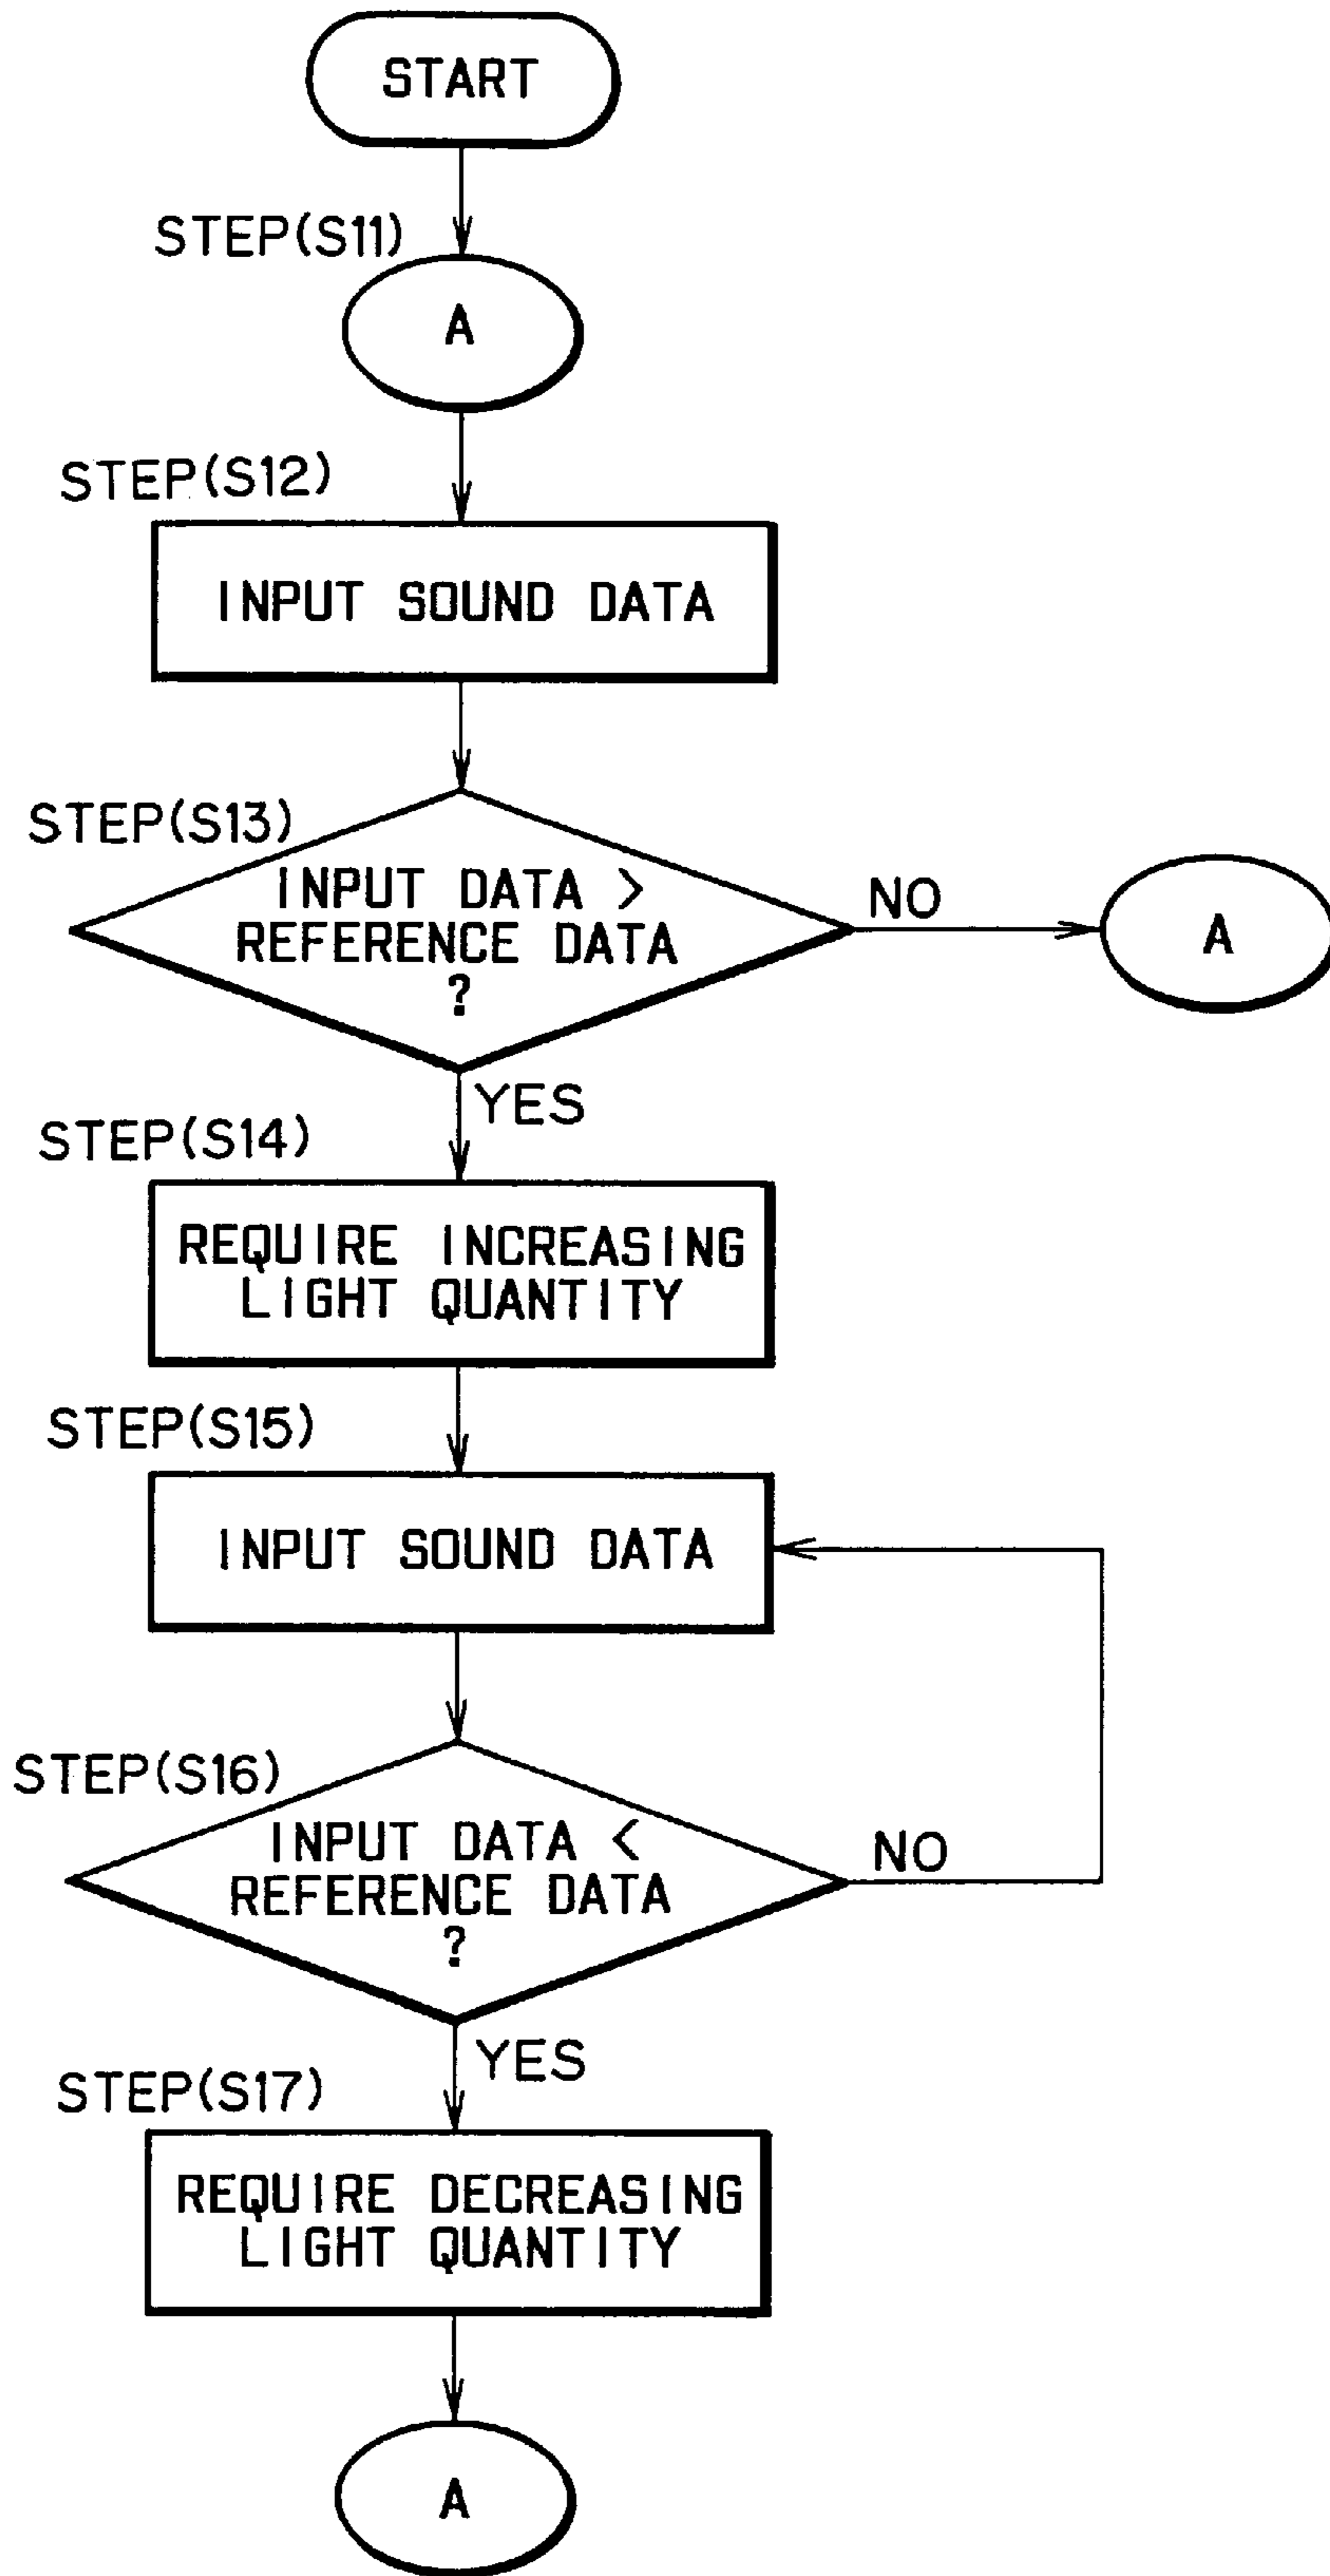 START
STEP(S11)
A
STEP(S12)
INPUT SOUND DATA
STEP(S13)
INPUT DATA >
REFERENCE DATA
?
NO
A
YES
STEP(S14)
REQUIRE INCREASING
LIGHT QUANTITY
STEP(S15)
INPUT SOUND DATA
STEP(S16)
INPUT DATA <
REFERENCE DATA
?
NO
YES
STEP(S17)
REQUIRE DECREASING
LIGHT QUANTITY
A